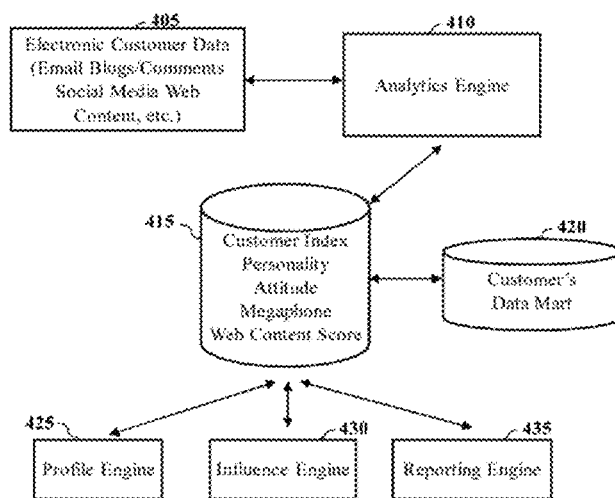 405
Electronic Customer Data
(Email Blogs/Comments
Social Media Web
Content, etc.)
410
Analytics Engine
415
Customer Index
Personality
Attitude
Megaphone
Web Content Score
420
Customer's
Data Mart
425
Profile Engine
430
Influence Engine
435
Reporting Engine